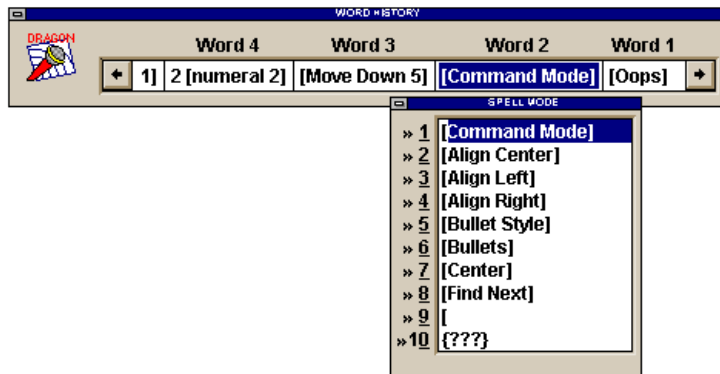 WORD HISTORY
DRAGON
Word 4 Word 3 Word 2 Word 1
1] 2 [numeral 2] [Move Down 5] [Command Mode] [Oops]
SPELL MODE
» 1 [Command Mode]
» 2 [Align Center]
» 3 [Align Left]
» 4 [Align Right]
» 5 [Bullet Style]
» 6 [Bullets]
» 7 [Center]
» 8 [Find Next]
» 9 [
»10 {???}